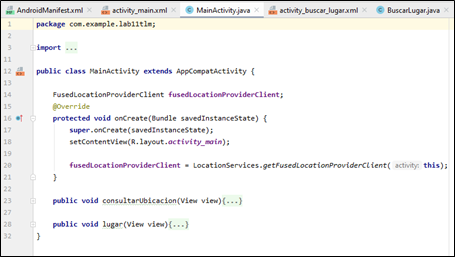 AndroidManifest.xml activity_main.xml MainActivity.java activity_buscar_lugar.xml BuscarLugar.java
1 package com.example.lab11tlm;
2
3 import ...
11
12 public class MainActivity extends AppCompatActivity {
13
14 FusedLocationProviderClient fusedLocationProviderClient;
15 @Override
16 protected void onCreate(Bundle savedInstanceState) {
17 super.onCreate(savedInstanceState);
18 setContentView(R.layout.activity_main);
19
20 fusedLocationProviderClient = LocationServices.getFusedLocationProviderClient( activity: this);
21 }
22
23 public void consultarUbicacion(View view){...}
27
28 public void lugar(View view){...}
32 }